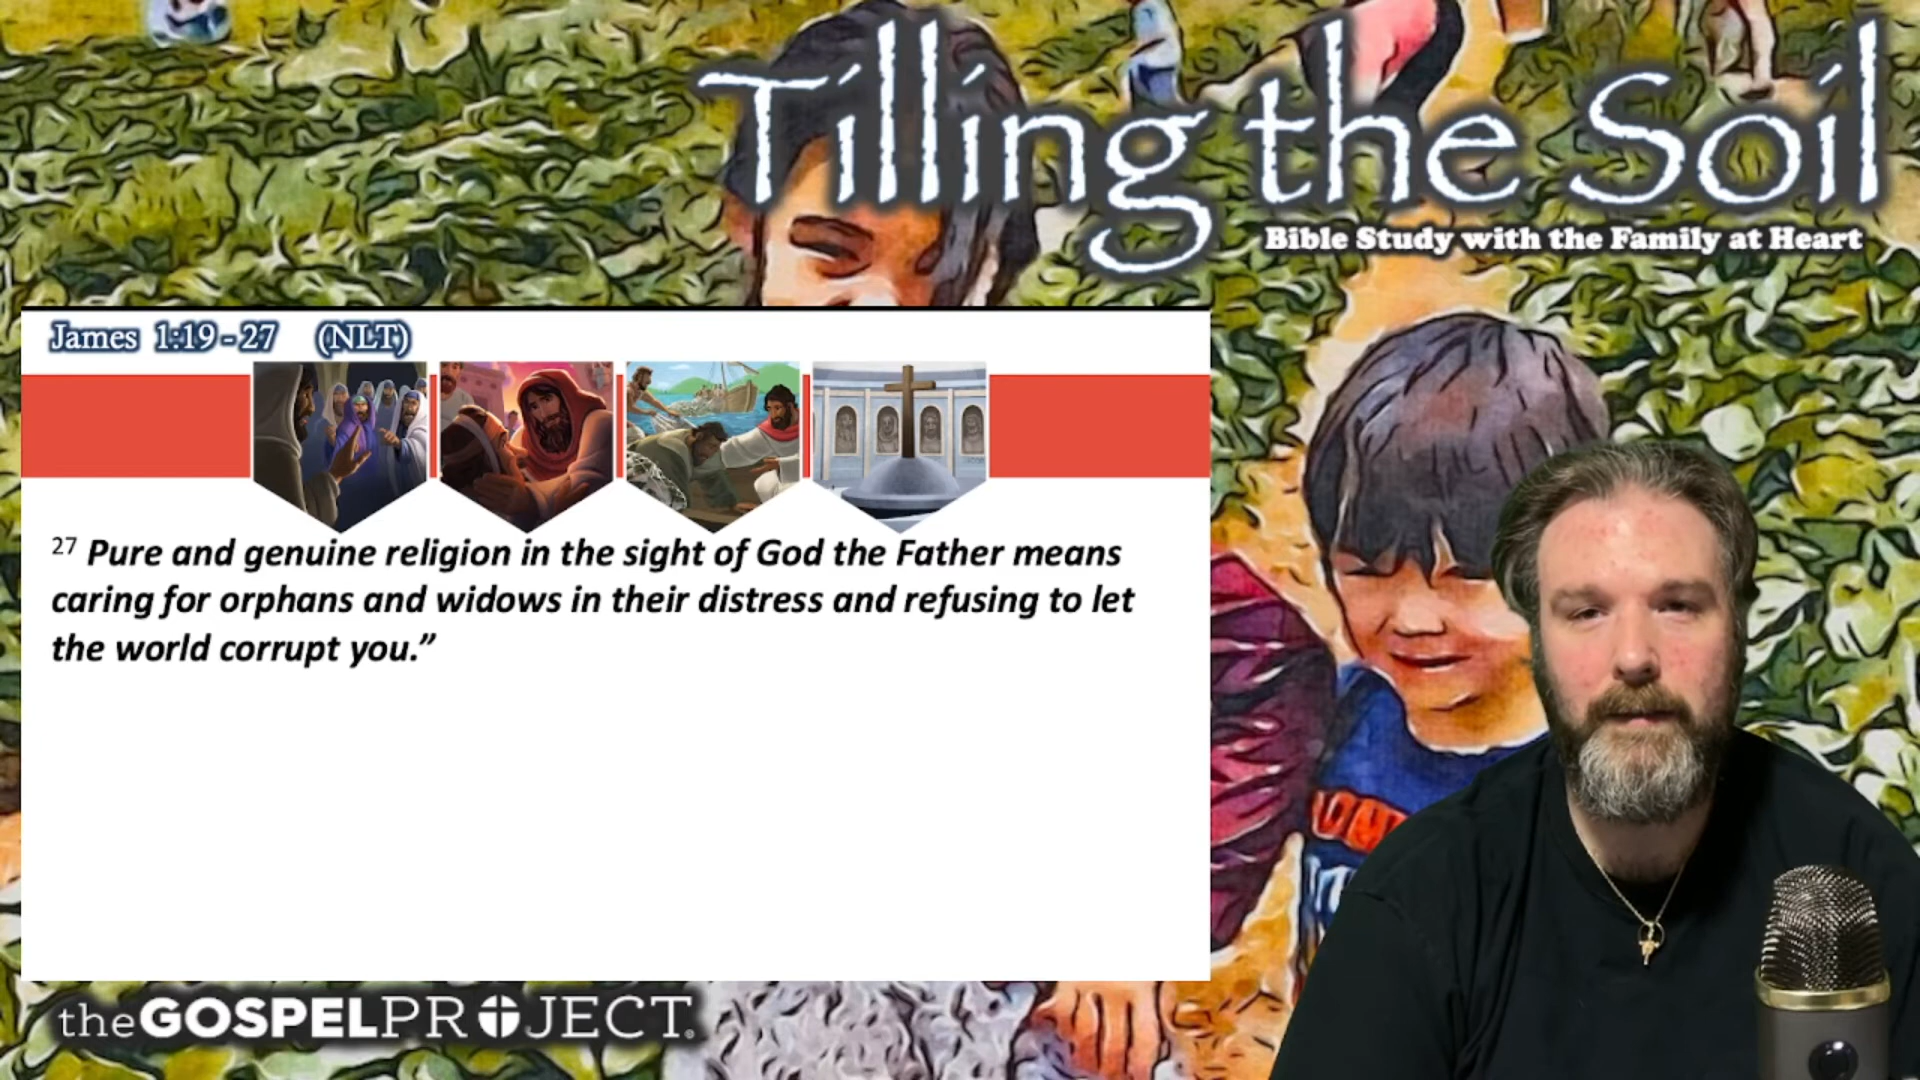 Tilling the Soil
Bible Study with the Family at Heart
James 1:19 - 27 (NLT)
27 Pure and genuine religion in the sight of God the Father means
caring for orphans and widows in their distress and refusing to let
the world corrupt you.”
theGOSPELPROJECT.